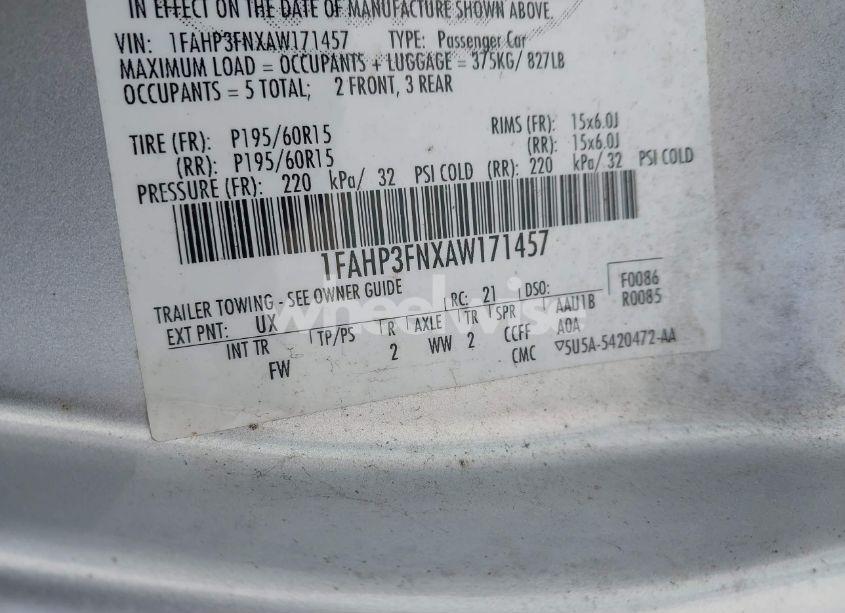 IN EFFECT ON THE DATE OF MANUFACTURE SHOWN ABOVE.
VIN: 1FAHP3FNXAW171457 TYPE: Passenger Car
MAXIMUM LOAD = OCCUPANTS + LUGGAGE = 375KG/ 827LB
OCCUPANTS = 5 TOTAL; 2 FRONT, 3 REAR
TIRE (FR): P195/60R15 RIMS (FR): 15x6.0J
(RR): P195/60R15 (RR): 15x6.0J
PRESSURE (FR): 220 kPa/ 32 PSI COLD (RR): 220 kPa/ 32 PSI COLD
1FAHP3FNXAW171457
TRAILER TOWING - SEE OWNER GUIDE
EXT PNT: UX RC: 21 DSO: F0086
wheelwise
INT TR TP/PS R AXLE TR SPR AAU1B R0085
FW 2 WW 2 CCFF A0A
CMC ▽5U5A-5420472-AA